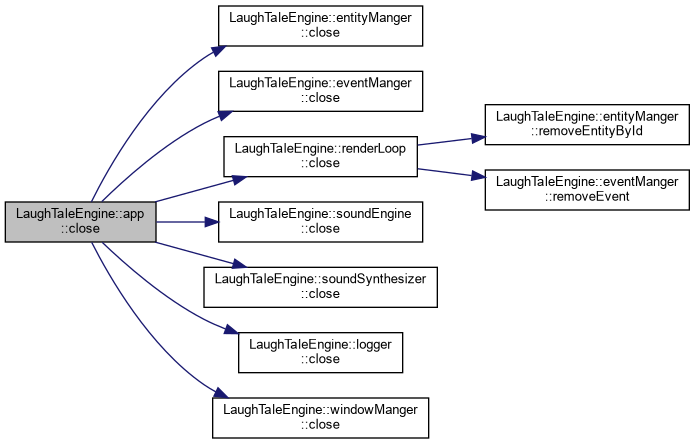 LaughTaleEngine::entityManger
::close
LaughTaleEngine::eventManger
::close
LaughTaleEngine::entityManger
::removeEntityById
LaughTaleEngine::renderLoop
::close
LaughTaleEngine::eventManger
::removeEvent
LaughTaleEngine::app
::close
LaughTaleEngine::soundEngine
::close
LaughTaleEngine::soundSynthesizer
::close
LaughTaleEngine::logger
::close
LaughTaleEngine::windowManger
::close